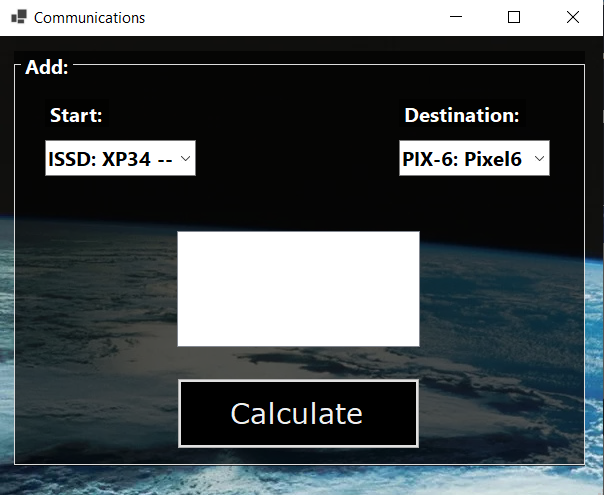 Communications
Add:
Start:
Destination:
ISSD: XP34 --
PIX-6: Pixel6
Calculate